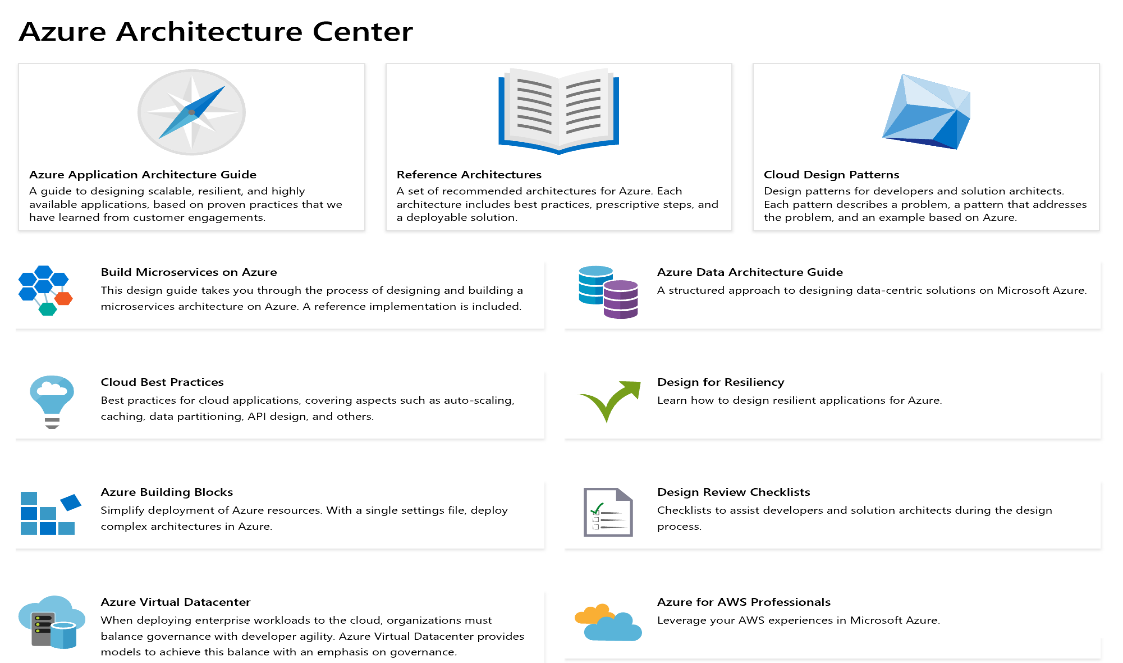 Azure Architecture Center
Azure Application Architecture Guide
A guide to designing scalable, resilient, and highly
available applications, based on proven practices that we
have learned from customer engagements.
Reference Architectures
A set of recommended architectures for Azure. Each
architecture includes best practices, prescriptive steps, and
a deployable solution.
Cloud Design Patterns
Design patterns for developers and solution architects.
Each pattern describes a problem, a pattern that addresses
the problem, and an example based on Azure.
Build Microservices on Azure
This design guide takes you through the process of designing and building a
microservices architecture on Azure. A reference implementation is included.
Azure Data Architecture Guide
A structured approach to designing data-centric solutions on Microsoft Azure.
Cloud Best Practices
Best practices for cloud applications, covering aspects such as auto-scaling,
caching, data partitioning, API design, and others.
Design for Resiliency
Learn how to design resilient applications for Azure.
Azure Building Blocks
Simplify deployment of Azure resources. With a single settings file, deploy
complex architectures in Azure.
Design Review Checklists
Checklists to assist developers and solution architects during the design
process.
Azure Virtual Datacenter
When deploying enterprise workloads to the cloud, organizations must
balance governance with developer agility. Azure Virtual Datacenter provides
models to achieve this balance with an emphasis on governance.
Azure for AWS Professionals
Leverage your AWS experiences in Microsoft Azure.